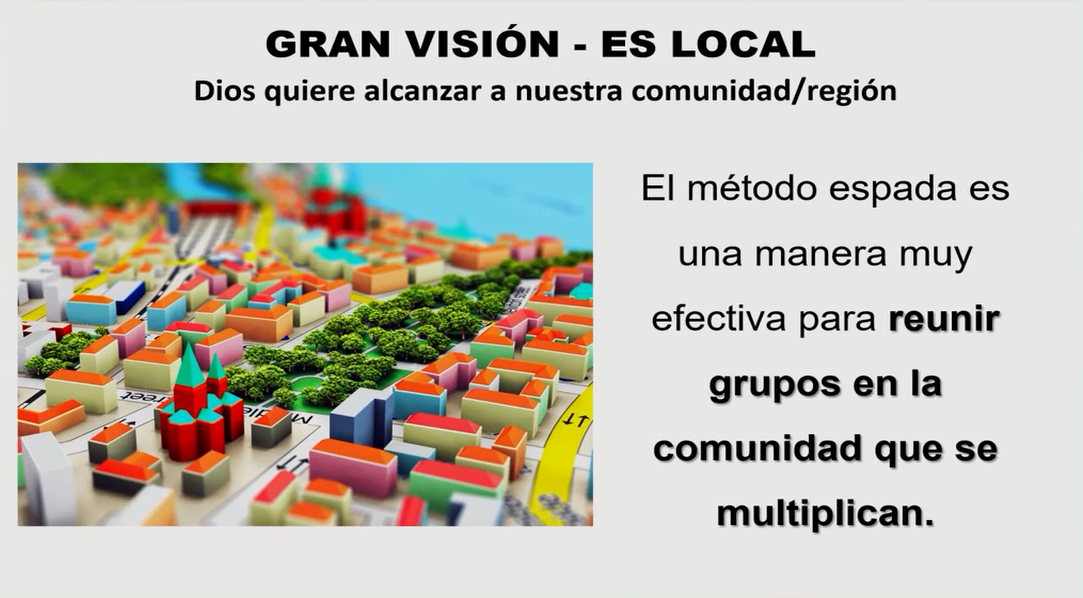 GRAN VISIÓN - ES LOCAL
Dios quiere alcanzar a nuestra comunidad/región
El método espada es
una manera muy
efectiva para reunir
grupos en la
comunidad que se
multiplican.